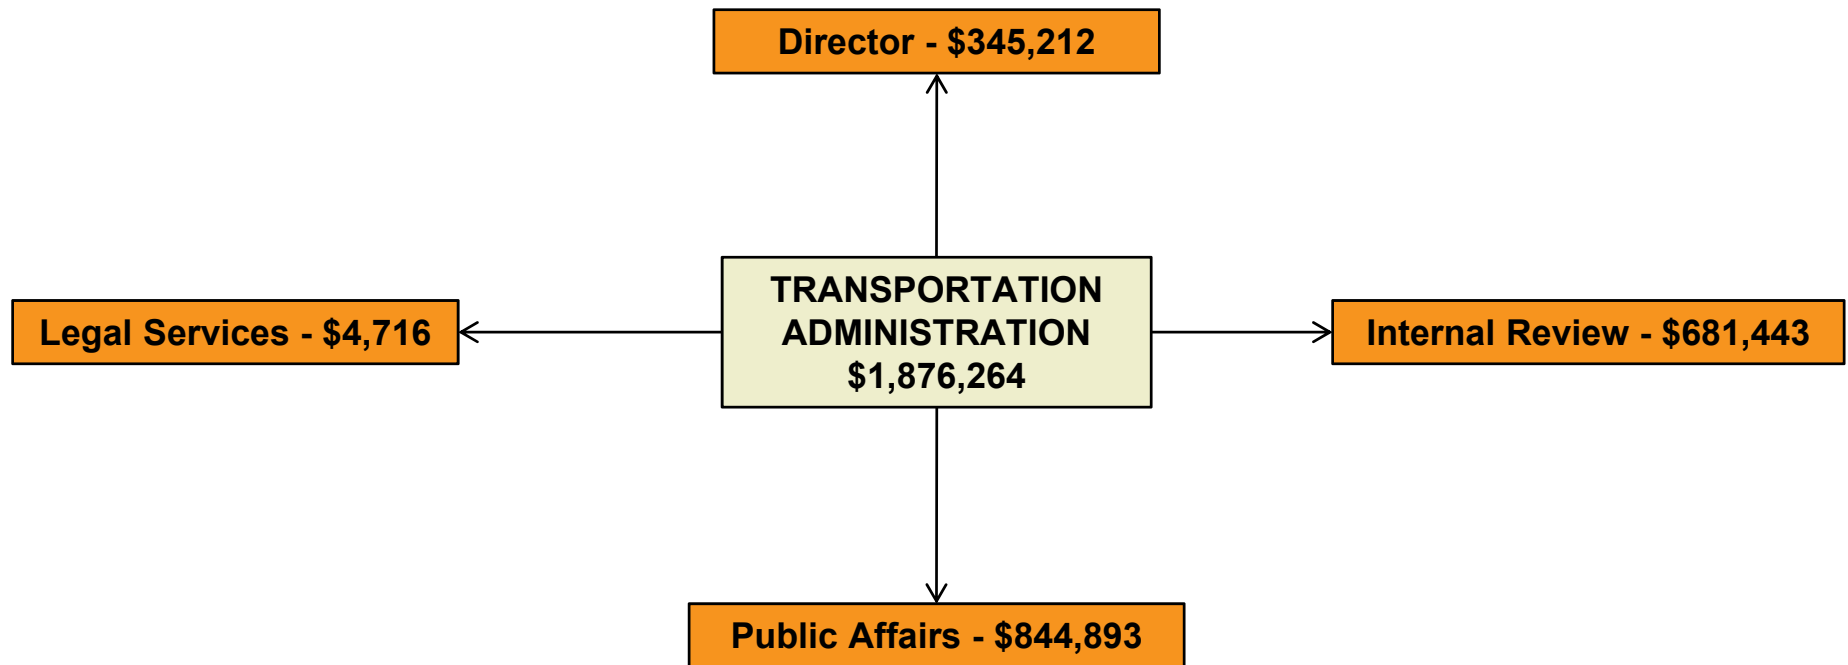 Director - $345,212
TRANSPORTATION
ADMINISTRATION
$1,876,264
Legal Services - $4,716
Internal Review - $681,443
Public Affairs - $844,893